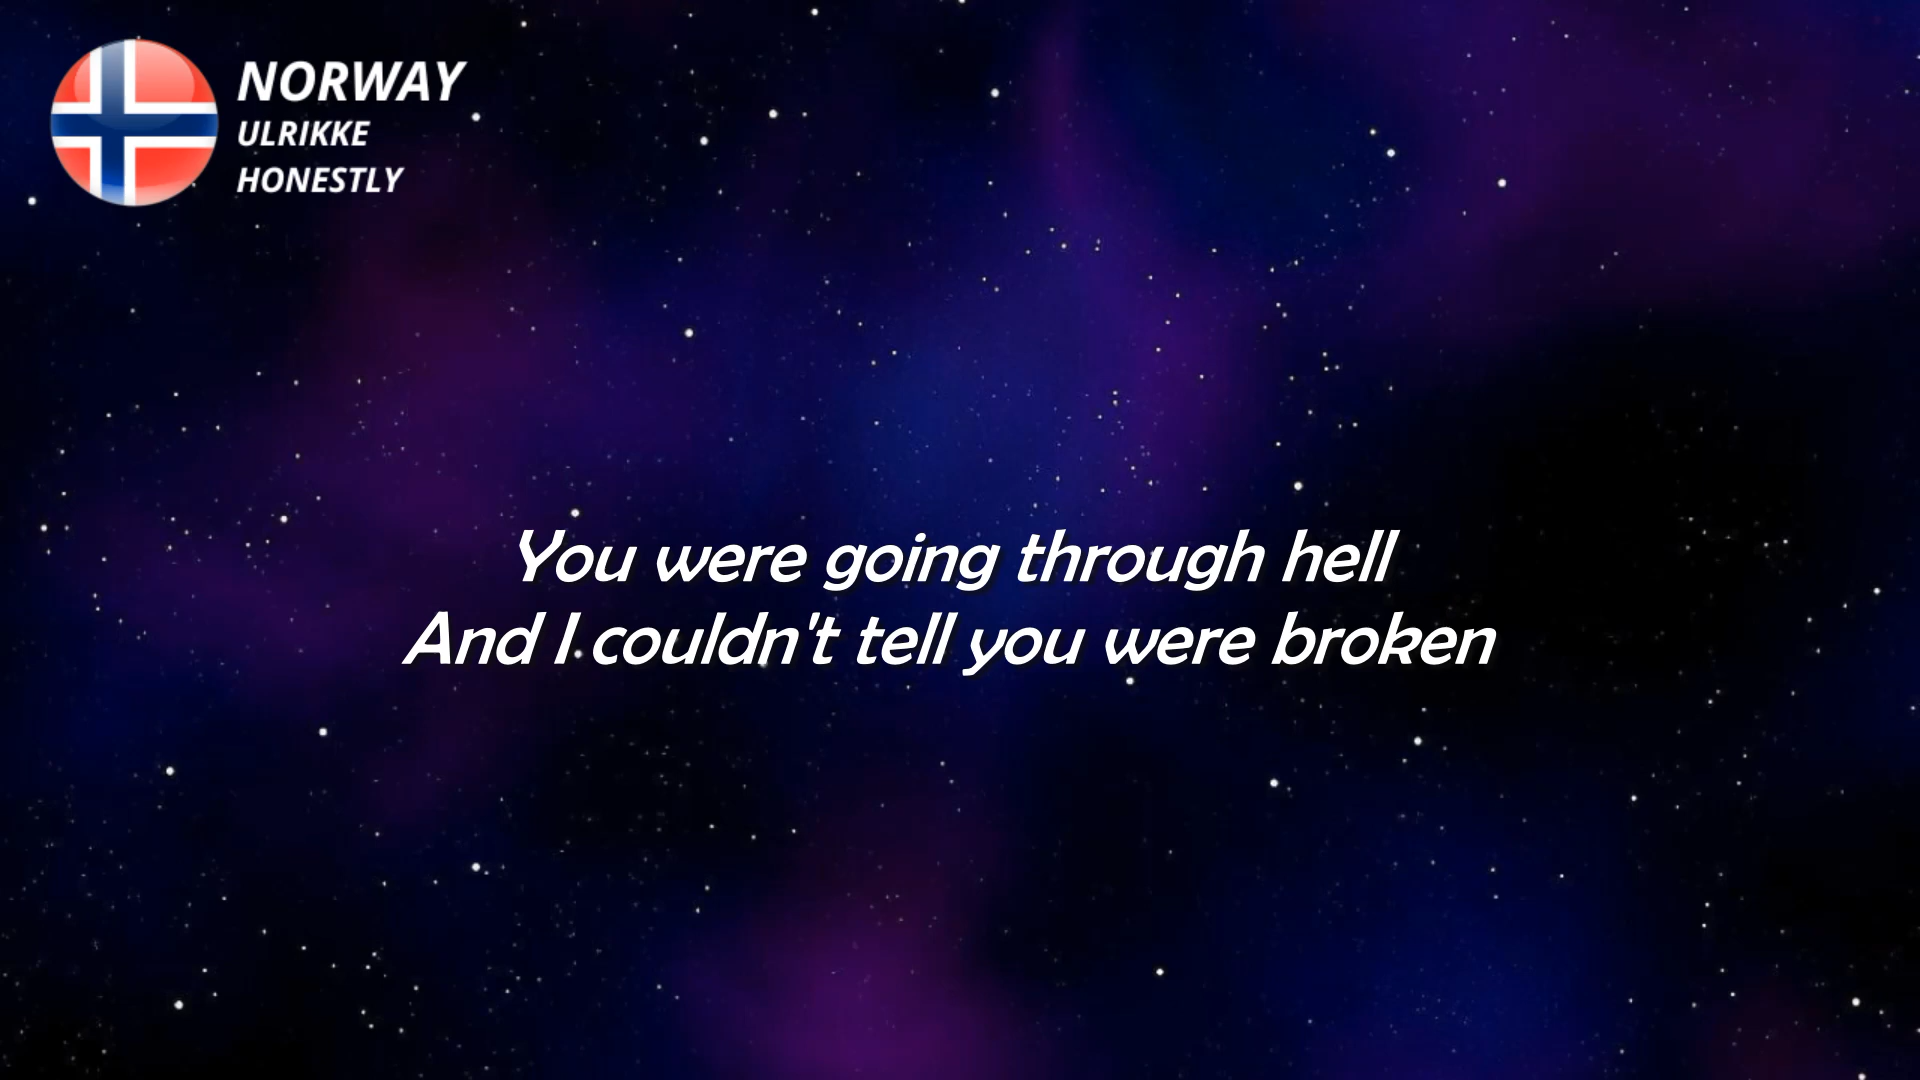 NORWAY
ULRIKKE
HONESTLY
You were going through hell
And I couldn't tell you were broken